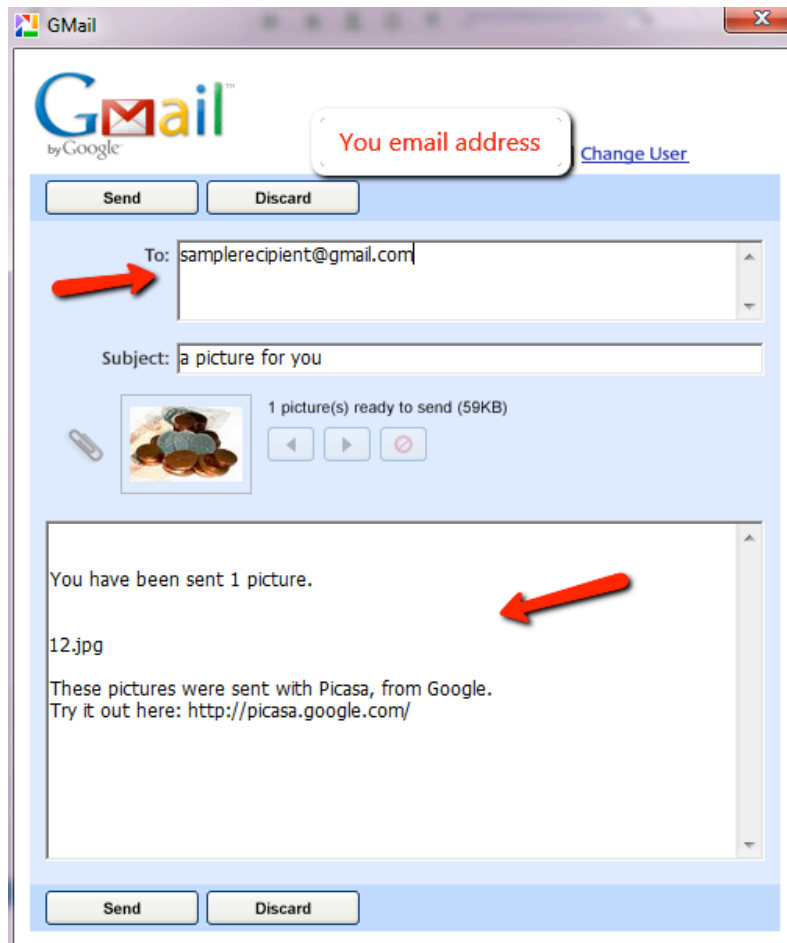 GMail
Gmail™
by Google™
You email address
Change User
Send Discard
To: samplerecipient@gmail.com
Subject: a picture for you
1 picture(s) ready to send (59KB)
You have been sent 1 picture.
12.jpg
These pictures were sent with Picasa, from Google.
Try it out here: http://picasa.google.com/
Send Discard